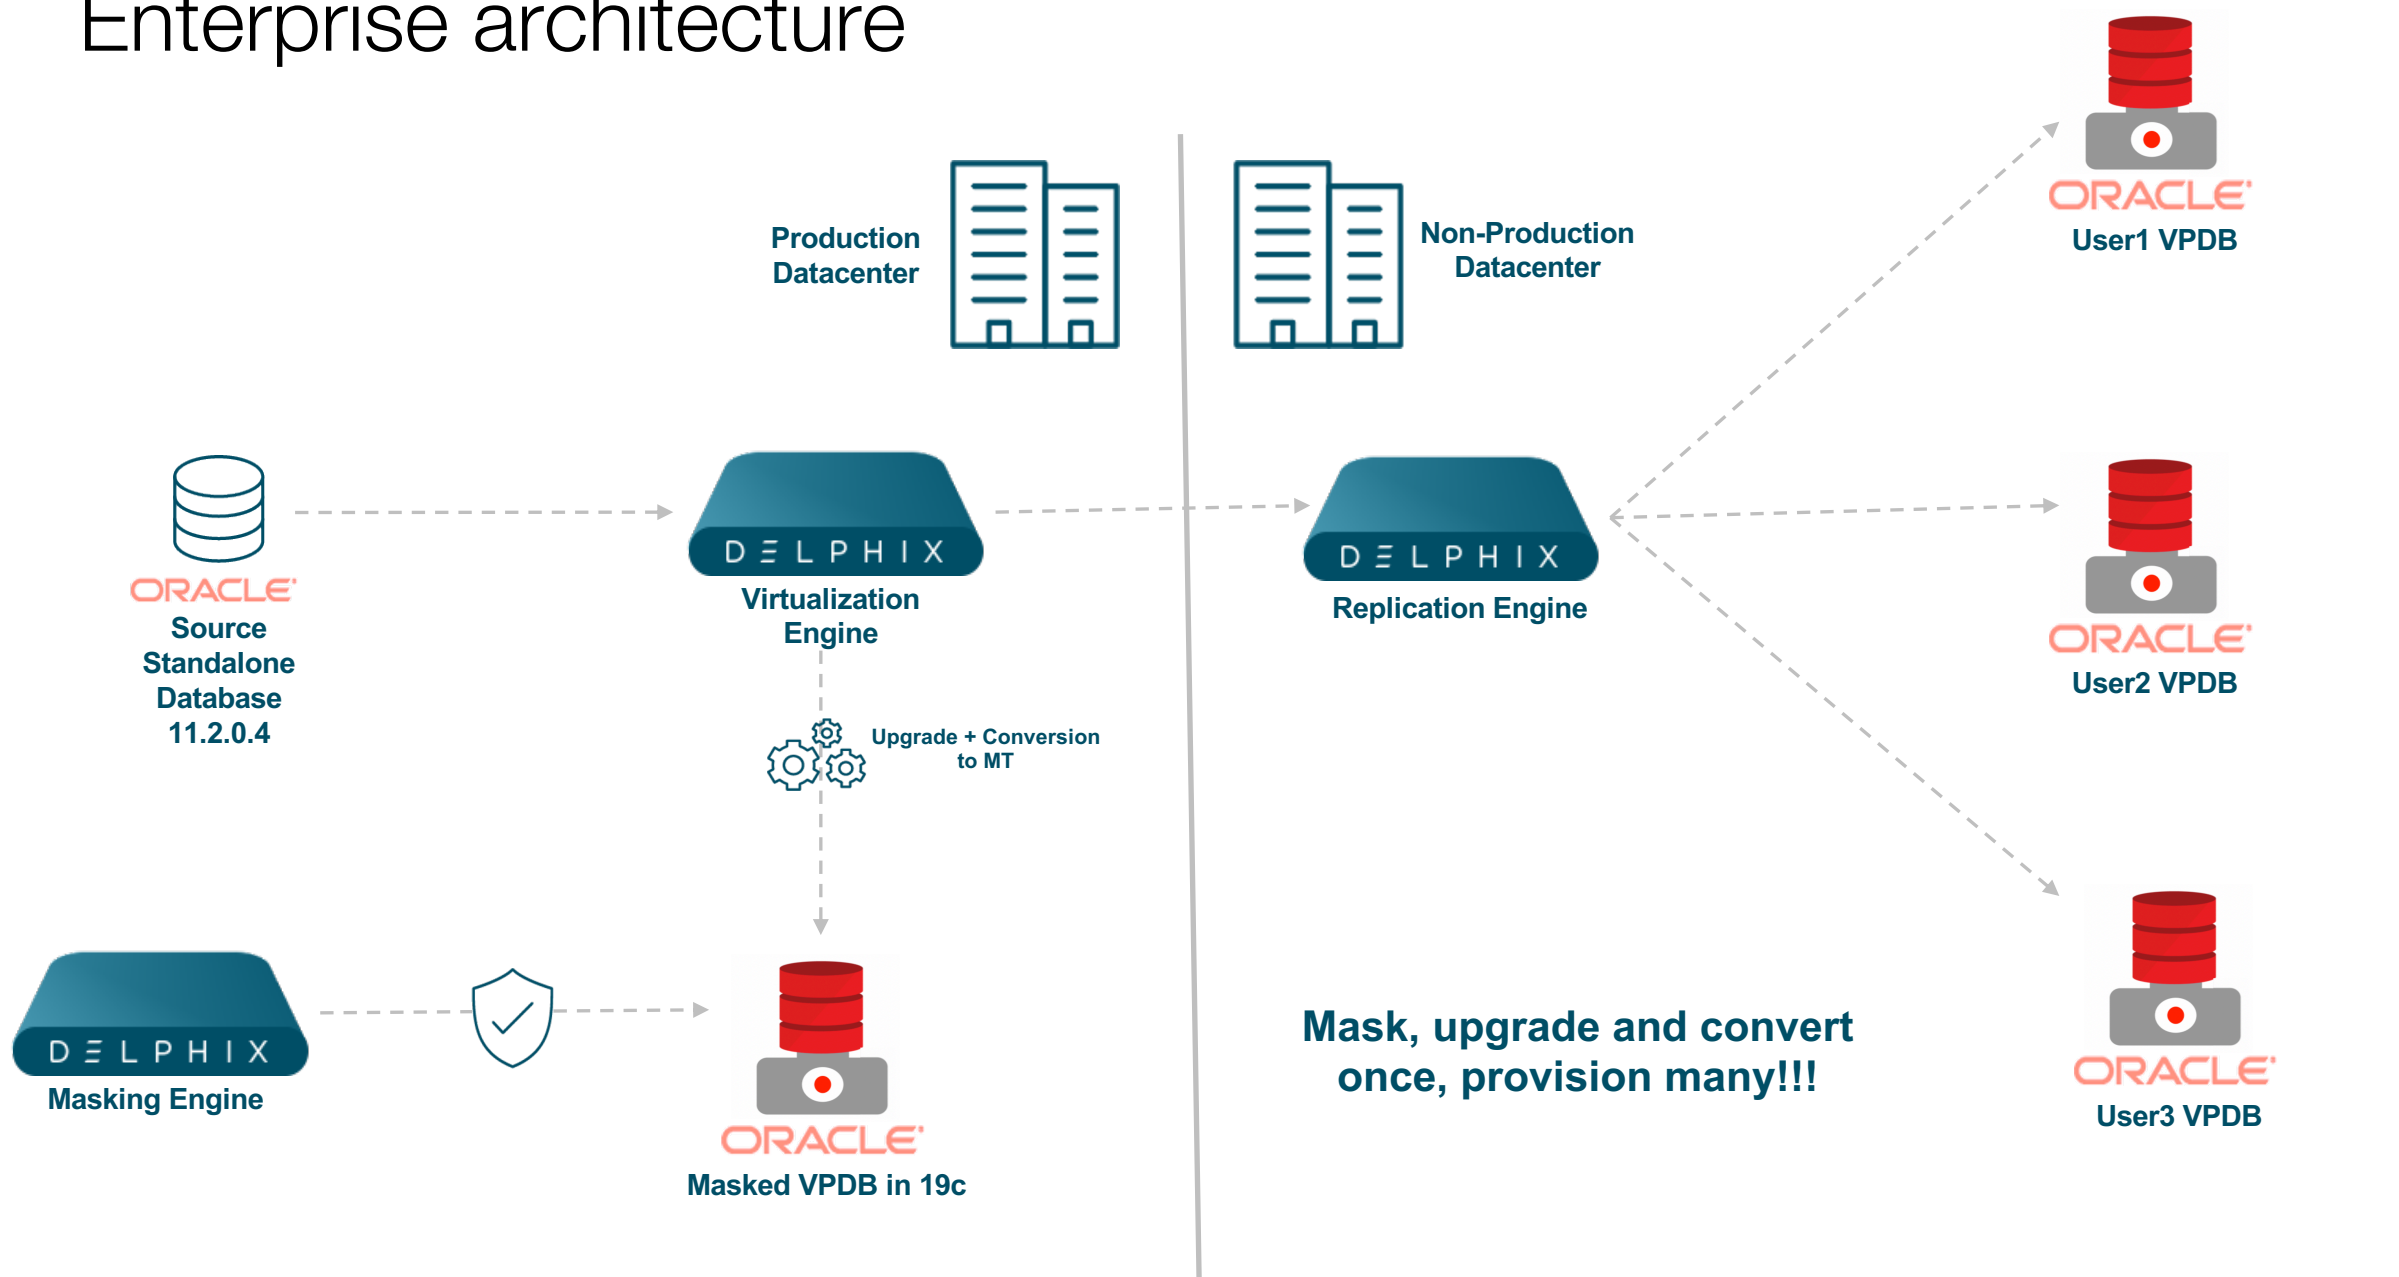 Enterprise architecture
Production
Datacenter
Non-Production
Datacenter
ORACLE
User1 VPDB
ORACLE
Source
Standalone
Database
11.2.0.4
DELPHIX
Virtualization
Engine
DELPHIX
Replication Engine
ORACLE
User2 VPDB
Upgrade + Conversion
to MT
DELPHIX
Masking Engine
ORACLE
Masked VPDB in 19c
Mask, upgrade and convert
once, provision many!!!
ORACLE
User3 VPDB